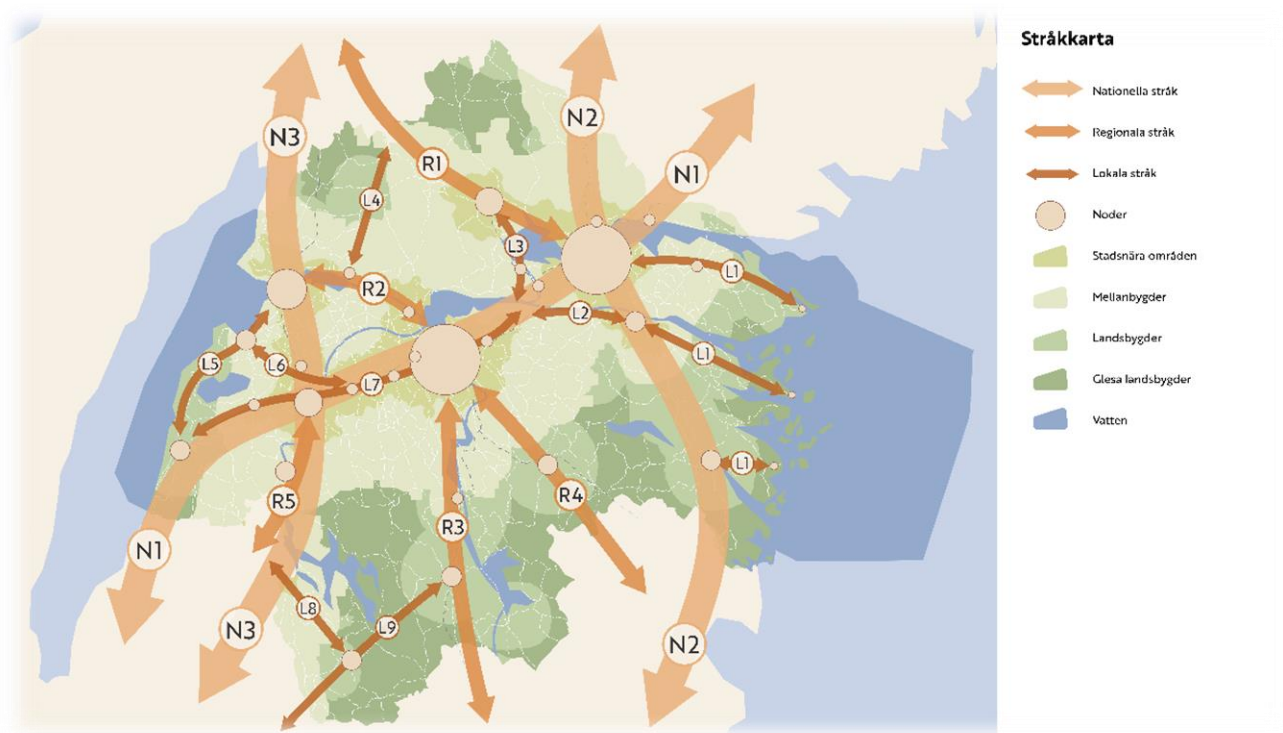 Stråkkarta
Nationella stråk
Regionala stråk
Lokala stråk
Noder
Stadsnära områden
Mellanbygder
Landsbygder
Glesa landsbygder
Vatten
N3
N2
R1
N1
L4
L3
L1
R2
L2
L1
L5
L6
L7
L1
R5
R4
R3
N1
L8
L9
N3
N2